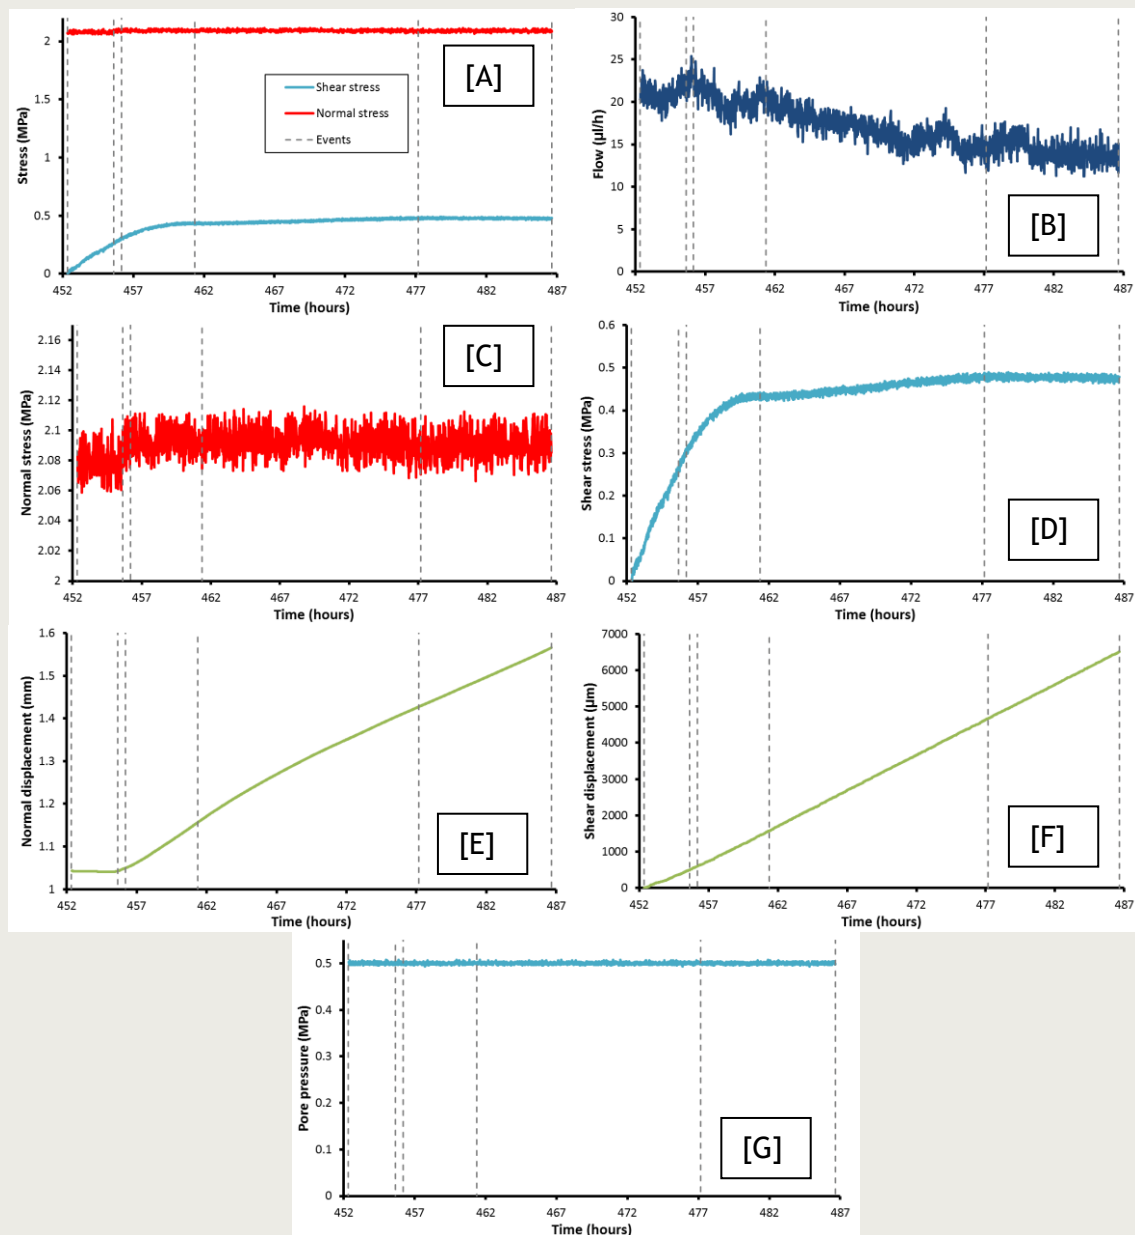 2
1.5
1
0.5
0
Stress (MPa)
[A]
Shear stress
Normal stress
Events
452 457 462 467 472 477 482 487
Time (hours)
30
25
20
15
10
5
0
Flow (µl/h)
[B]
452 457 462 467 472 477 482 487
Time (hours)
2.16
2.14
2.12
2.1
2.08
2.06
2.04
2.02
2
Normal stress (MPa)
[C]
452 457 462 467 472 477 482 487
Time (hours)
0.6
0.5
0.4
0.3
0.2
0.1
0
Shear stress (MPa)
[D]
452 457 462 467 472 477 482 487
Time (hours)
1.6
1.5
1.4
1.3
1.2
1.1
1
Normal displacement (mm)
[E]
452 457 462 467 472 477 482 487
Time (hours)
7000
6000
5000
4000
3000
2000
1000
0
Shear displacement (µm)
[F]
452 457 462 467 472 477 482 487
Time (hours)
0.5
0.4
0.3
0.2
0.1
0
Pore pressure (MPa)
[G]
452 457 462 467 472 477 482 487
Time (hours)